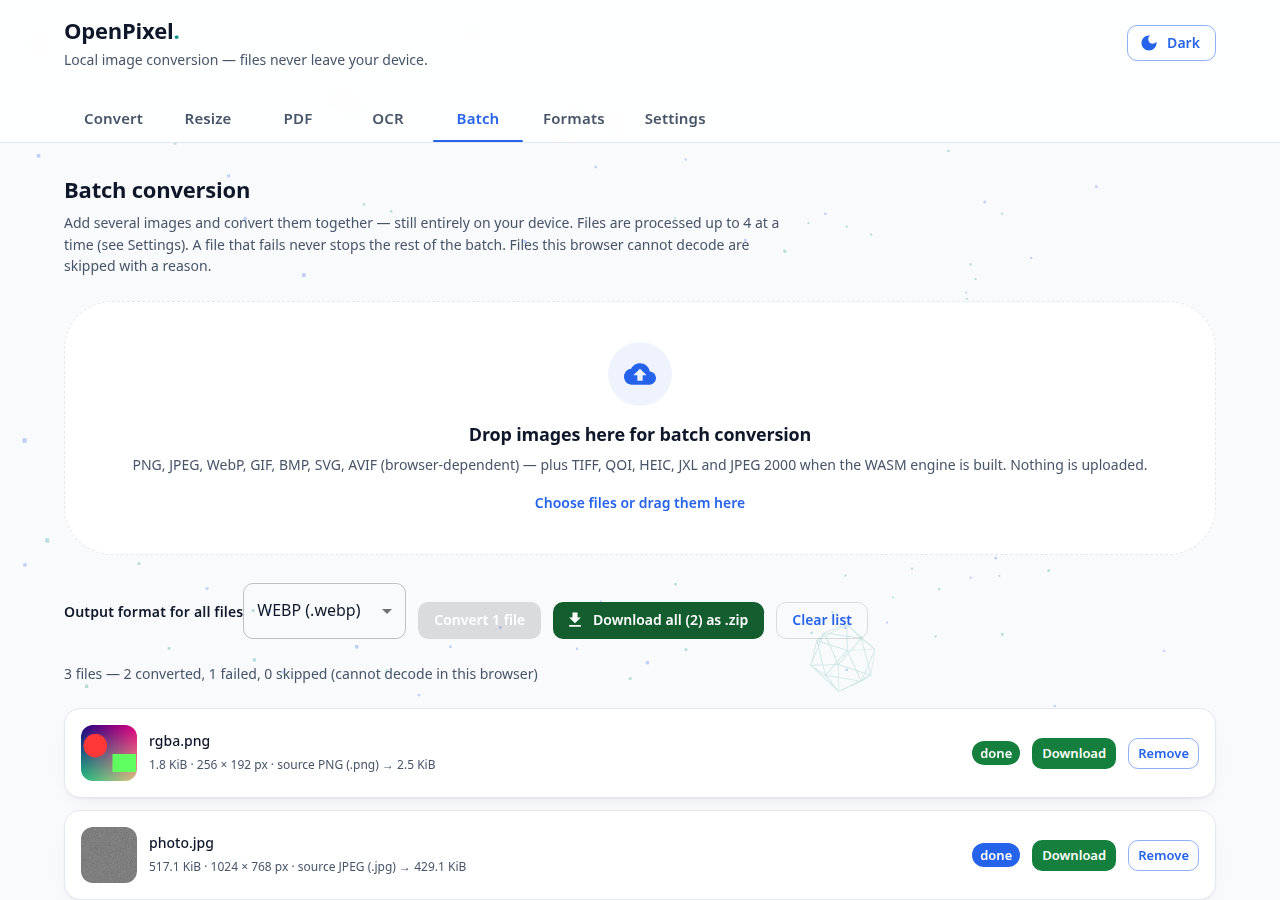 OpenPixel.
Local image conversion — files never leave your device.
Dark
Convert
Resize
PDF
OCR
Batch
Formats
Settings
Batch conversion
Add several images and convert them together — still entirely on your device. Files are processed up to 4 at a
time (see Settings). A file that fails never stops the rest of the batch. Files this browser cannot decode are
skipped with a reason.
Drop images here for batch conversion
PNG, JPEG, WebP, GIF, BMP, SVG, AVIF (browser-dependent) — plus TIFF, QOI, HEIC, JXL and JPEG 2000 when the WASM engine is built. Nothing is uploaded.
Choose files or drag them here
Output format for all files
WEBP (.webp)
Convert 1 file
Download all (2) as .zip
Clear list
3 files — 2 converted, 1 failed, 0 skipped (cannot decode in this browser)
rgba.png
1.8 KiB · 256 × 192 px · source PNG (.png) → 2.5 KiB
done
Download
Remove
photo.jpg
517.1 KiB · 1024 × 768 px · source JPEG (.jpg) → 429.1 KiB
done
Download
Remove